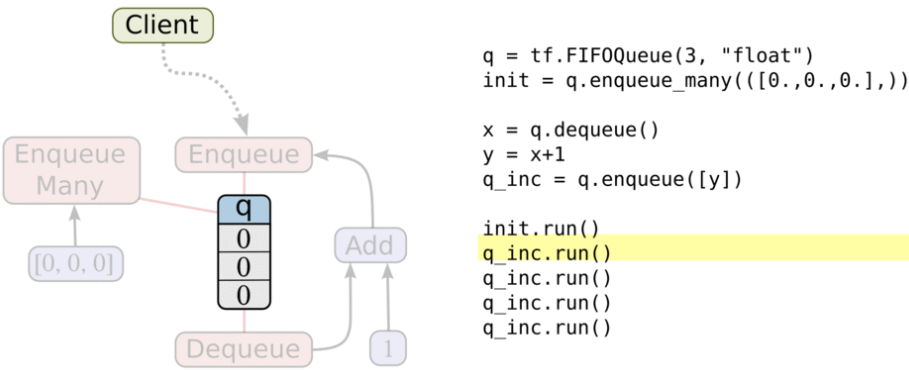 Client
Enqueue
Many
[0, 0, 0]
Enqueue
q
0
0
0
Dequeue
Add
1
q = tf.FIFOQueue(3, "float")
init = q.enqueue_many(([0.,0.,0.],))
x = q.dequeue()
y = x+1
q_inc = q.enqueue([y])
init.run()
q_inc.run()
q_inc.run()
q_inc.run()
q_inc.run()